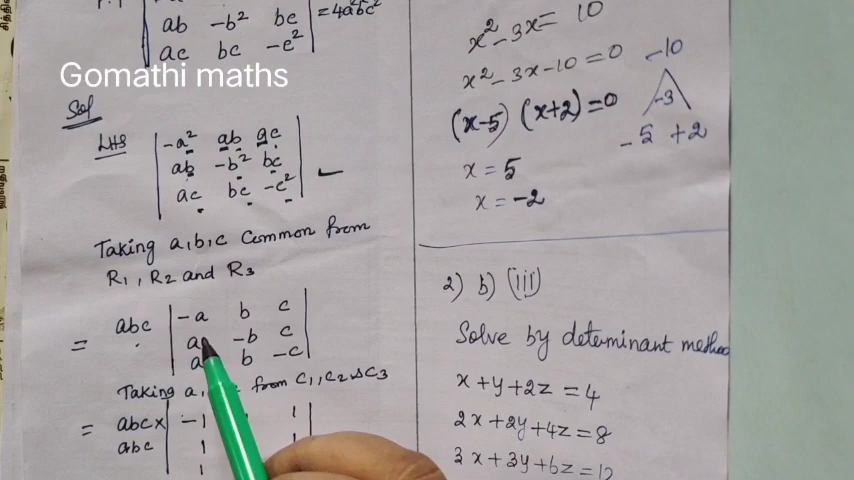 ab -b² bc = 4a²b²c²
ac bc -c²
Gomathi maths
Sol
LHS -a² ab ac
ab -b² bc
ac bc -c²
Taking a,b,c Common from
R₁, R₂ and R₃
= abc -a b c
a -b c
a b -c
Taking a, from C₁, C₂ & C₃
= abc x -1 1
abc 1
1
x² - 3x = 10
x² - 3x - 10 = 0
(x-5) (x+2) = 0
x = 5
x = -2
-10
-3
-5 +2
2) b) (iii)
Solve by determinant method
x + y + 2z = 4
2x + 2y + 4z = 8
3x + 3y + 6z = 12